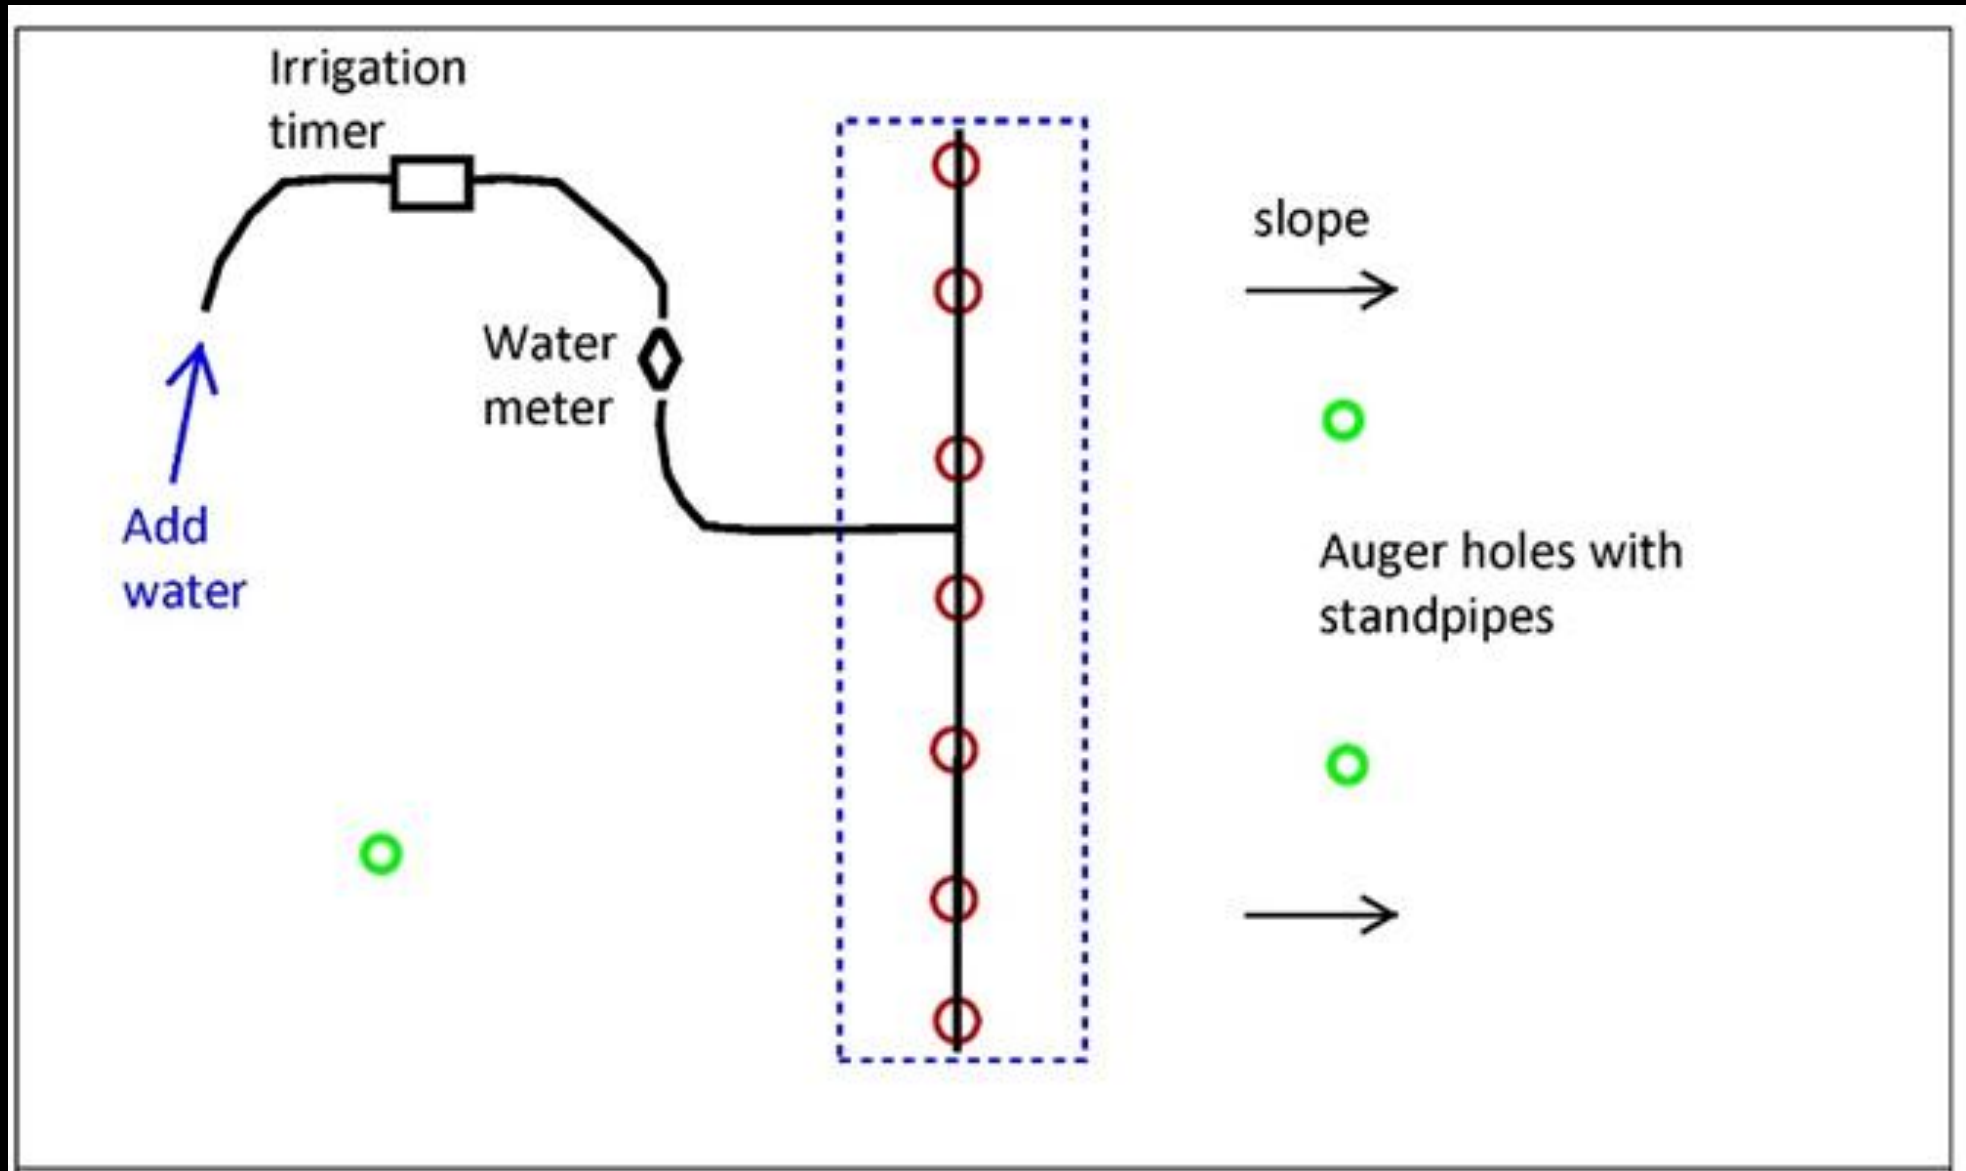 Irrigation
timer
slope
Water
meter
Add
water
Auger holes with
standpipes